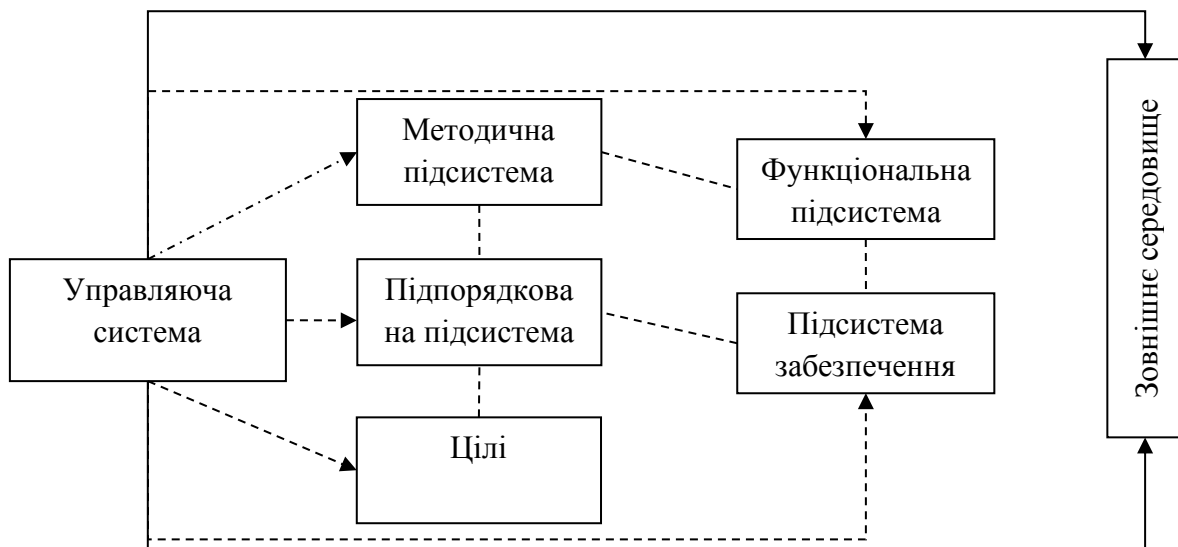 Методична
підсистема
Функціональна
підсистема
Управляюча
система
Підпорядкова
на підсистема
Підсистема
забезпечення
Цілі
Зовнішнє середовище